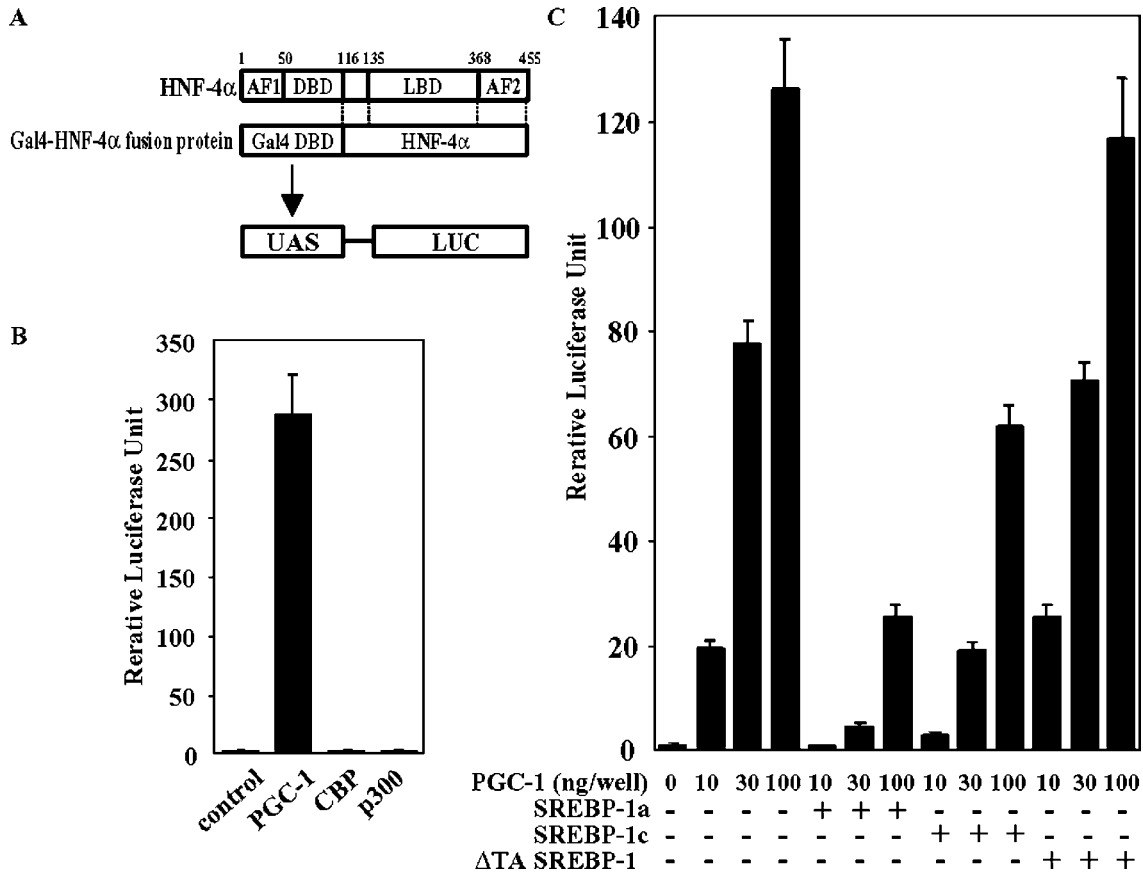 A
1 50 116 135 368 455
HNF-4α AF1 DBD LBD AF2
Gal4-HNF-4α fusion protein Gal4 DBD HNF-4α
UAS LUC
B
Rerative Luciferase Unit
350
300
250
200
150
100
50
0
control PGC-1 CBP p300
C
Rerative Luciferase Unit
140
120
100
80
60
40
20
0
PGC-1 (ng/well) 0 10 30 100 10 30 100 10 30 100 10 30 100
SREBP-1a - - - - + + + - - - - - -
SREBP-1c - - - - - - - + + + - - -
ΔTA SREBP-1 - - - - - - - - - - + + +